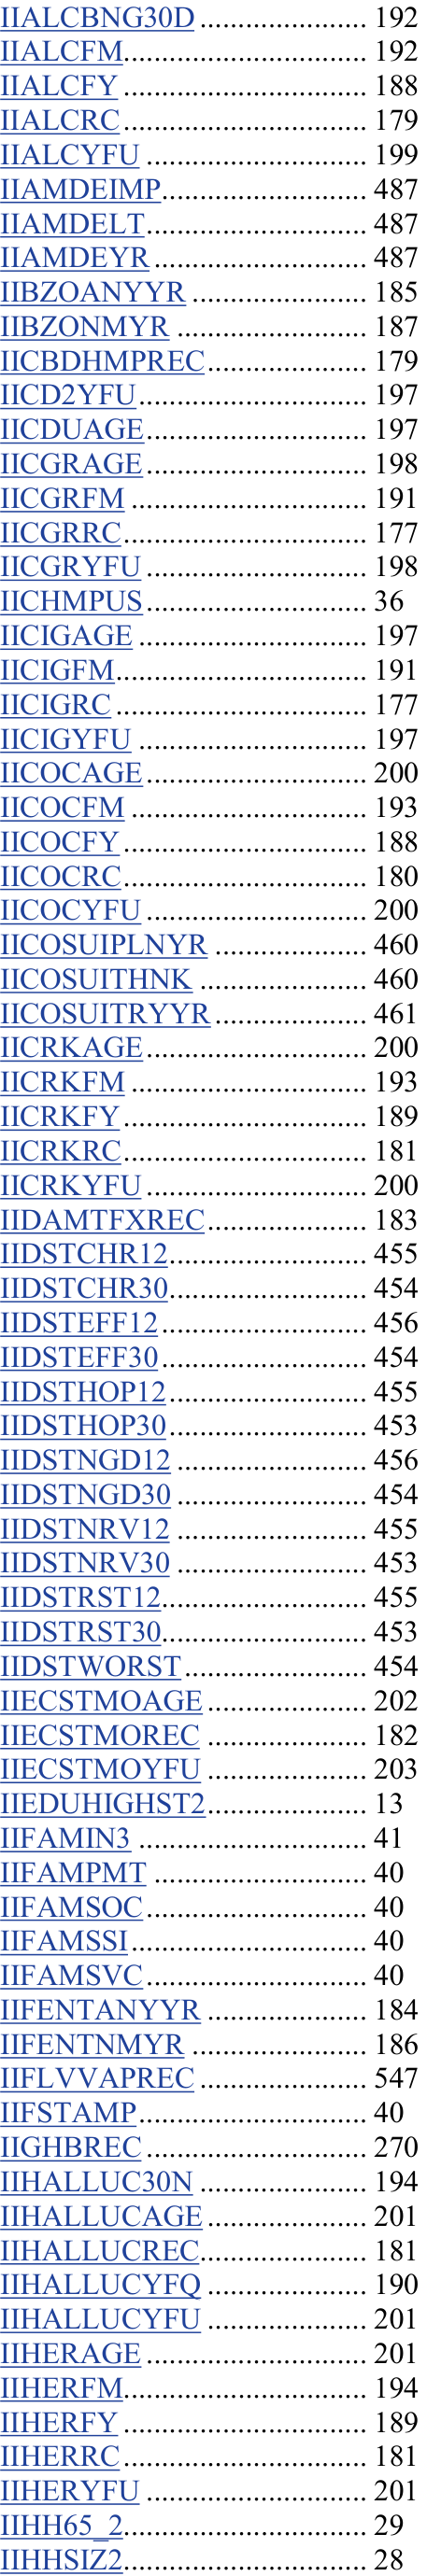 IIALCBNG30D ........................ 192
IIALCFM.................................. 192
IIALCFY .................................. 188
IIALCRC .................................. 179
IIALCYFU ............................... 199
IIAMDEIMP............................. 487
IIAMDELT............................... 487
IIAMDEYR .............................. 487
IIBZOANYYR ......................... 185
IIBZONMYR ........................... 187
IICBDHMPREC...................... 179
IICD2YFU................................ 197
IICDUAGE............................... 197
IICGRAGE............................... 198
IICGRFM ................................. 191
IICGRRC.................................. 177
IICGRYFU ............................... 198
IICHMPUS............................... 36
IICIGAGE ................................ 197
IICIGFM................................... 191
IICIGRC ................................... 177
IICIGYFU ................................ 197
IICOCAGE............................... 200
IICOCFM ................................. 193
IICOCFY .................................. 188
IICOCRC.................................. 180
IICOCYFU ............................... 200
IICOSUIPLNYR ..................... 460
IICOSUITHNK ....................... 460
IICOSUITRYYR ..................... 461
IICRKAGE............................... 200
IICRKFM ................................. 193
IICRKFY .................................. 189
IICRKRC.................................. 181
IICRKYFU ............................... 200
IIDAMTFXREC...................... 183
IIDSTCHR12............................ 455
IIDSTCHR30............................ 454
IIDSTEFF12 ............................. 456
IIDSTEFF30 ............................. 454
IIDSTHOP12............................ 455
IIDSTHOP30............................ 453
IIDSTNGD12 ........................... 456
IIDSTNGD30 ........................... 454
IIDSTNRV12 ........................... 455
IIDSTNRV30 ........................... 453
IIDSTRST12............................. 455
IIDSTRST30............................. 453
IIDSTWORST ......................... 454
IIECSTMOAGE ...................... 202
IIECSTMOREC ...................... 182
IIECSTMOYFU ...................... 203
IIEDUHIGHST2...................... 13
IIFAMIN3 ................................ 41
IIFAMPMT ............................. 40
IIFAMSOC............................... 40
IIFAMSSI ................................. 40
IIFAMSVC............................... 40
IIFENTANYYR ...................... 184
IIFENTNMYR ........................ 186
IIFLVVAPREC ....................... 547
IIFSTAMP................................ 40
IIGHBREC ............................... 270
IIHALLUC30N ........................ 194
IIHALLUCAGE ...................... 201
IIHALLUCREC....................... 181
IIHALLUCYFQ ...................... 190
IIHALLUCYFU ...................... 201
IIHERAGE ............................... 201
IIHERFM.................................. 194
IIHERFY .................................. 189
IIHERRC .................................. 181
IIHERYFU ............................... 201
IIHH65_2.................................. 29
IIHHSIZ2.................................. 28